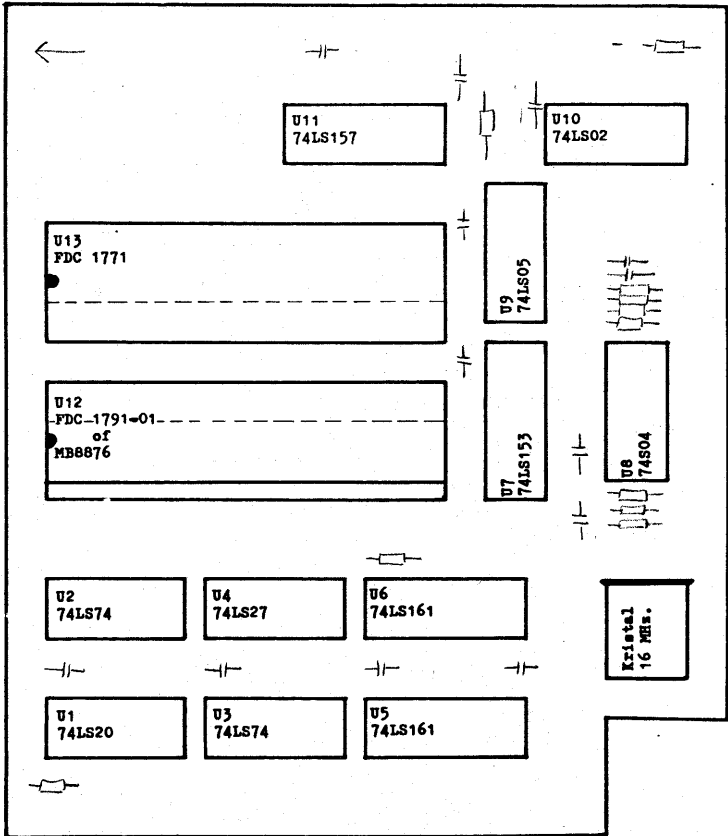 U11
74LS157
U10
74LS02
U13
FDC 1771
U9
74LS05
U12
FDC 1791-01
of
MB8876
U7
74LS153
U8
74S04
U2
74LS74
U4
74LS27
U6
74LS161
Kristal
16 MHz.
U1
74LS20
U3
74LS74
U5
74LS161